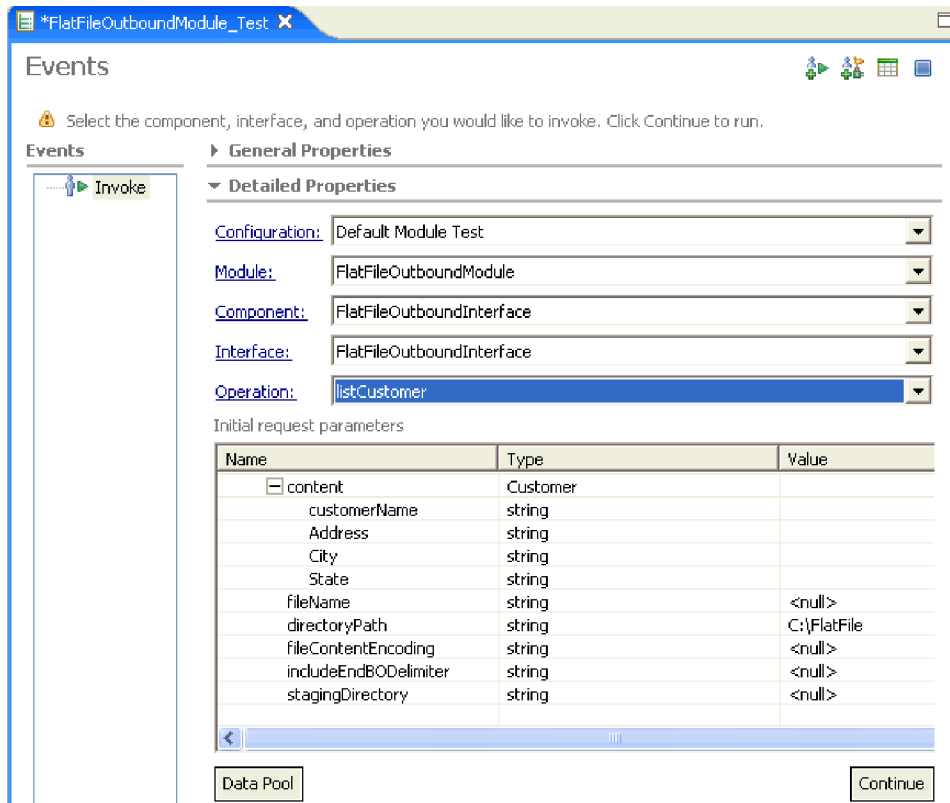 *FlatFileOutboundModule_Test
Events
Select the component, interface, and operation you would like to invoke. Click Continue to run.
Events
General Properties
Invoke
Detailed Properties
Configuration: Default Module Test
Module: FlatFileOutboundModule
Component: FlatFileOutboundInterface
Interface: FlatFileOutboundInterface
Operation: listCustomer
Initial request parameters
Name Type Value
content Customer
customerName string
Address string
City string
State string
fileName string <null>
directoryPath string C:\FlatFile
fileContentEncoding string <null>
includeEndBODelimiter string <null>
stagingDirectory string <null>
Data Pool Continue